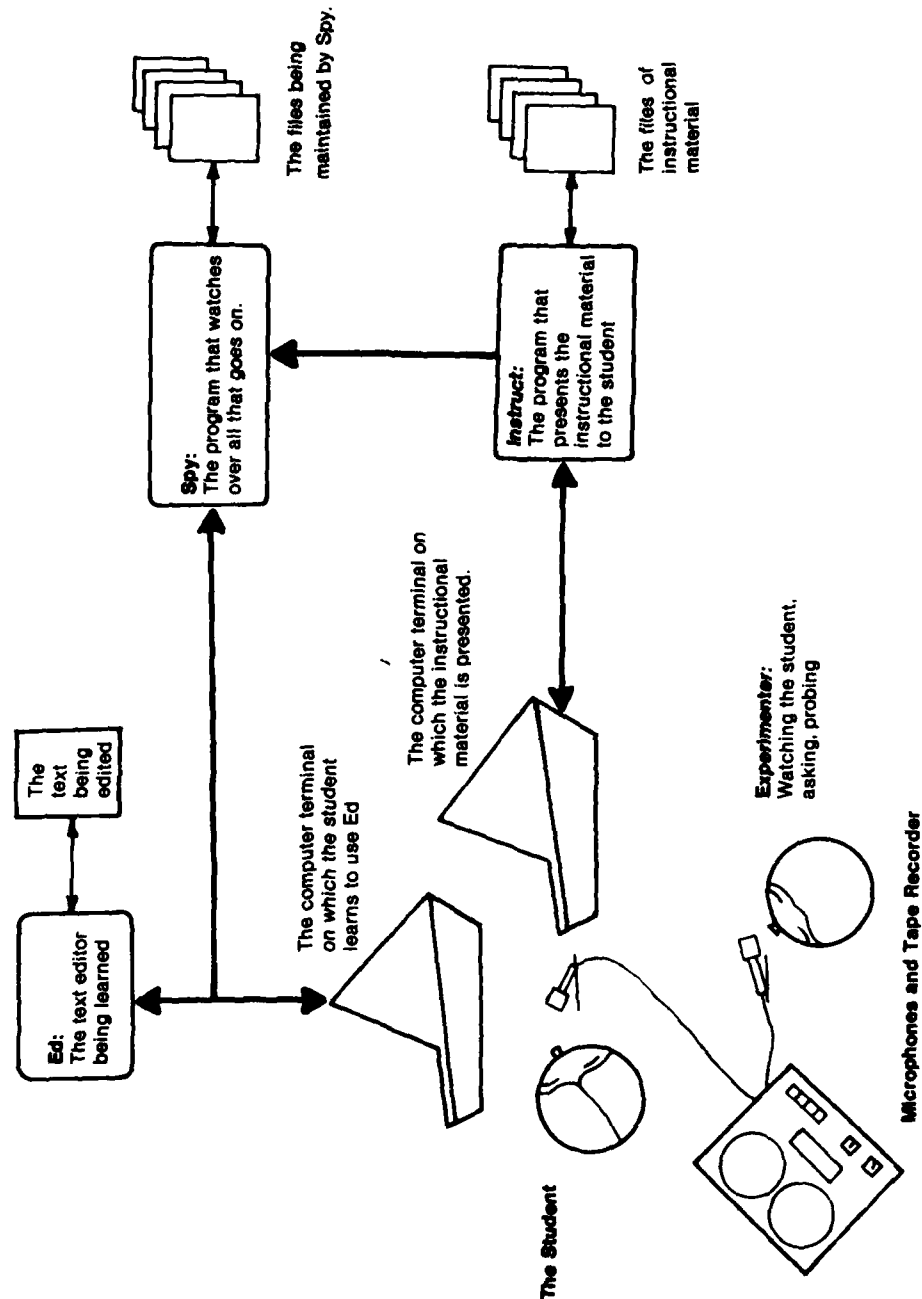 Ed:
The text editor
being learned
The
text
being
edited
Spy:
The program that watches
over all that goes on.
The files being
maintained by Spy.
The computer terminal
on which the student
learns to use Ed
The computer terminal on
which the instructional
material is presented.
Instruct:
The program that
presents the
instructional material
to the student
The files of
instructional
material
The Student
Experimenter:
Watching the student,
asking, probing
Microphones and Tape Recorder